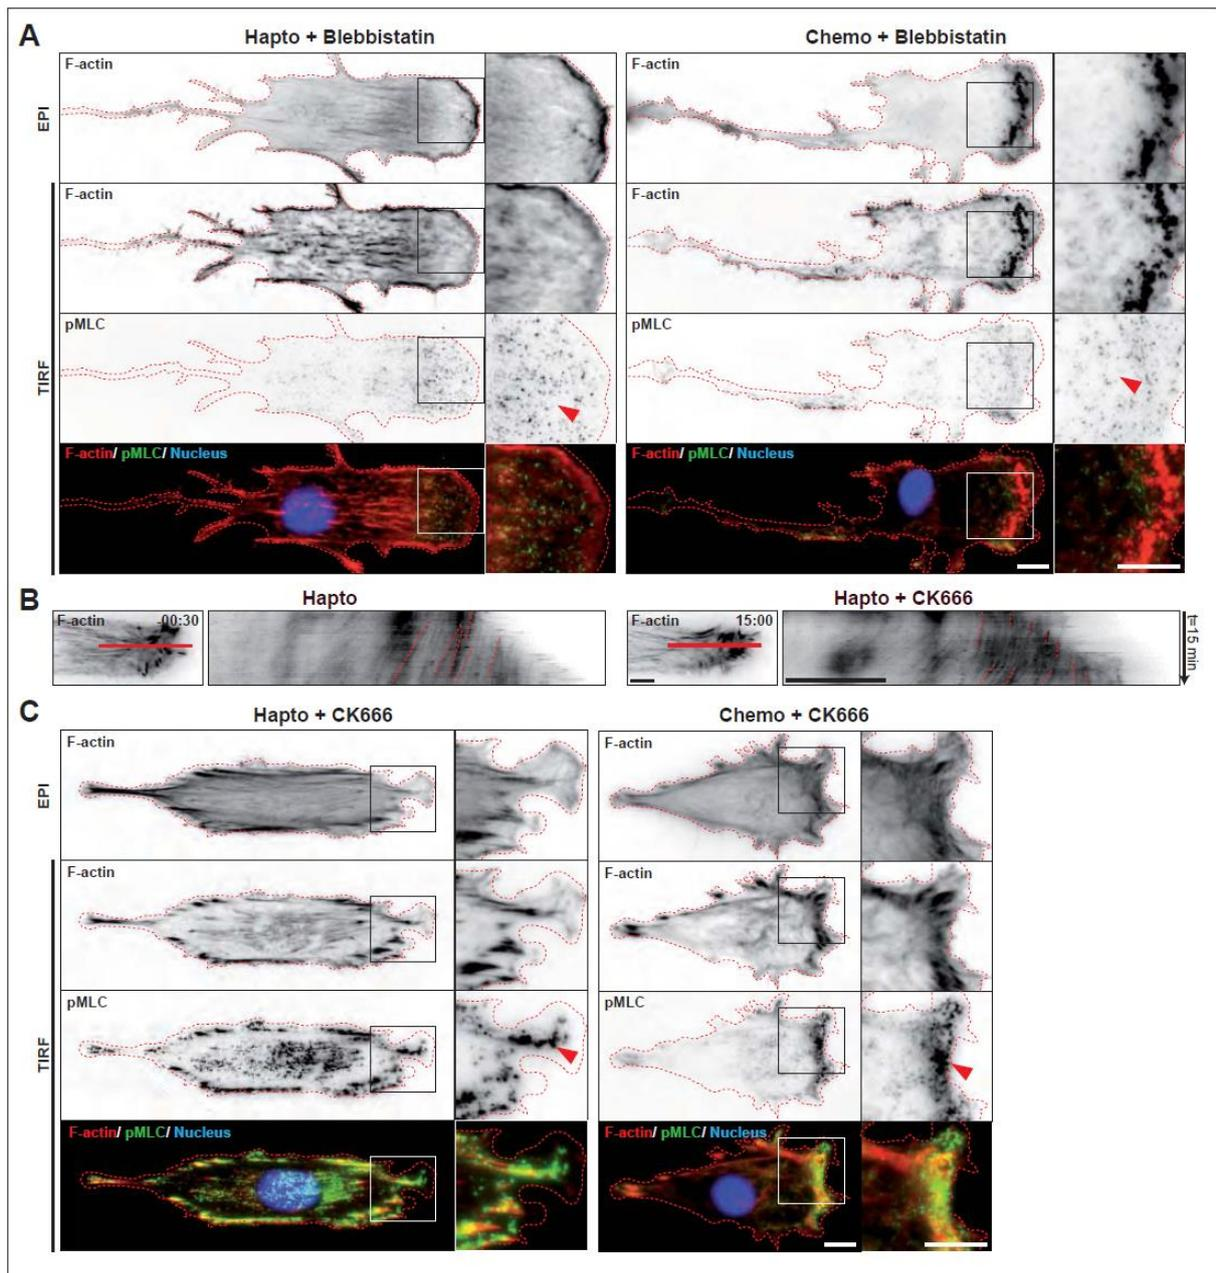 A
Hapto + Blebbistatin
Chemo + Blebbistatin
EPI
F-actin
F-actin
TIRF
F-actin
F-actin
pMLC
pMLC
F-actin/ pMLC/ Nucleus
F-actin/ pMLC/ Nucleus
B
Hapto
Hapto + CK666
F-actin
-00:30
F-actin
15:00
t=15 min
C
Hapto + CK666
Chemo + CK666
EPI
F-actin
F-actin
TIRF
F-actin
F-actin
pMLC
pMLC
F-actin/ pMLC/ Nucleus
F-actin/ pMLC/ Nucleus